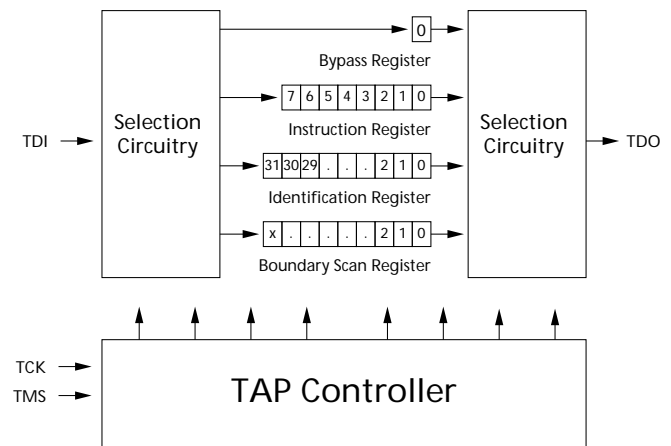 0
Bypass Register
7 6 5 4 3 2 1 0
Instruction Register
TDI
Selection
Circuitry
Selection
Circuitry
TDO
31 30 29 . . . 2 1 0
Identification Register
x . . . . . 2 1 0
Boundary Scan Register
TCK
TMS
TAP Controller